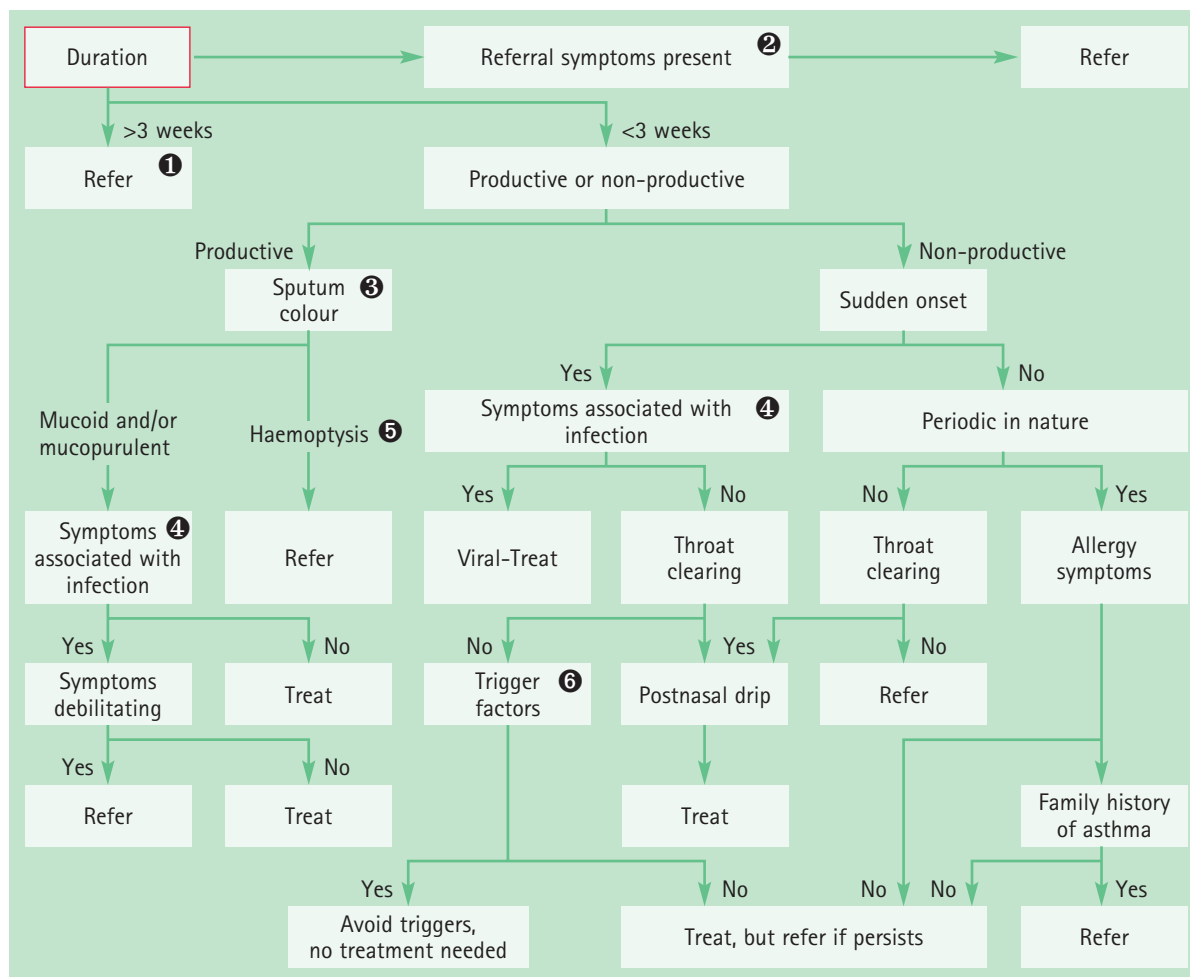 Duration
Referral symptoms present ❷
Refer
>3 weeks
<3 weeks
Refer ❶
Productive or non-productive
Productive
Non-productive
Sputum ❸
colour
Sudden onset
Yes
No
Mucoid and/or
mucopurulent
Haemoptysis ❺
Symptoms associated with ❹
infection
Periodic in nature
Yes
No
No
Yes
Symptoms ❹
associated with
infection
Refer
Viral-Treat
Throat
clearing
Throat
clearing
Allergy
symptoms
Yes
No
No
Yes
No
Symptoms
debilitating
Treat
Trigger ❻
factors
Postnasal drip
Refer
Yes
No
Refer
Treat
Treat
Family history
of asthma
Yes
No
No
No
Yes
Avoid triggers,
no treatment needed
Treat, but refer if persists
Refer